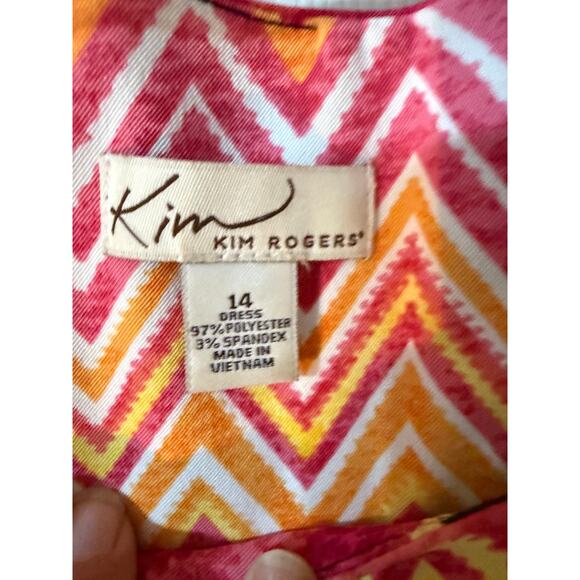 Kim
KIM ROGERS®
14
DRESS
97% POLYESTER
3% SPANDEX
MADE IN
VIETNAM